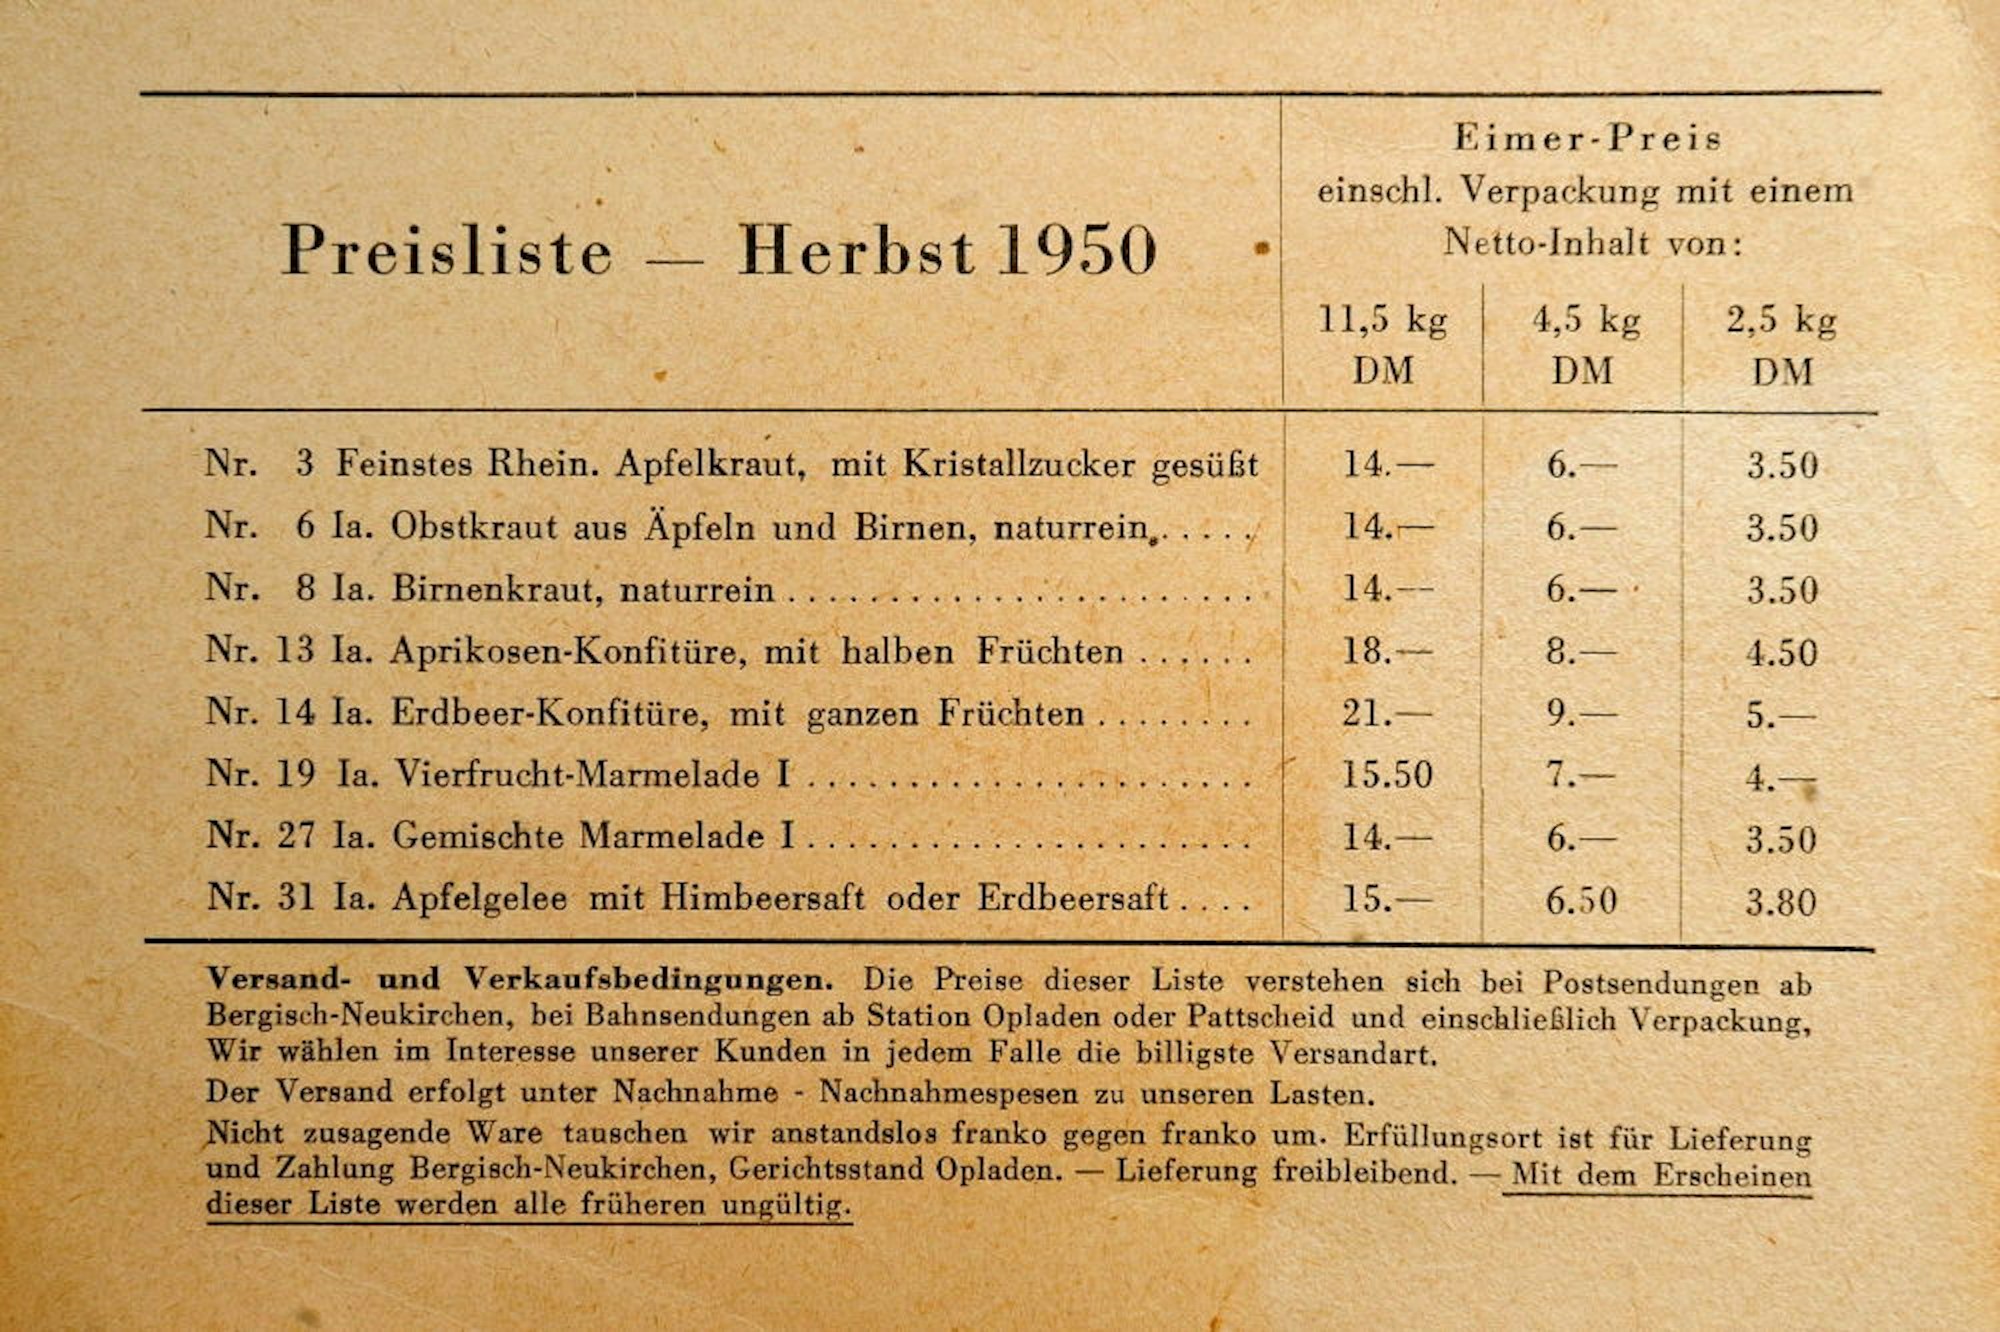 Preisliste — Herbst 1950
Eimer-Preis
einschl. Verpackung mit einem
Netto-Inhalt von:
11,5 kg 4,5 kg 2,5 kg
DM DM DM
Nr. 3 Feinstes Rhein. Apfelkraut, mit Kristallzucker gesüßt 14.— 6.— 3.50
Nr. 6 Ia. Obstkraut aus Äpfeln und Birnen, naturrein...... 14.— 6.— 3.50
Nr. 8 Ia. Birnenkraut, naturrein....................... 14.— 6.— 3.50
Nr. 13 Ia. Aprikosen-Konfitüre, mit halben Früchten...... 18.— 8.— 4.50
Nr. 14 Ia. Erdbeer-Konfitüre, mit ganzen Früchten........ 21.— 9.— 5.—
Nr. 19 Ia. Vierfrucht-Marmelade I...................... 15.50 7.— 4.—
Nr. 27 Ia. Gemischte Marmelade I...................... 14.— 6.— 3.50
Nr. 31 Ia. Apfelgelee mit Himbeersaft oder Erdbeersaft.... 15.— 6.50 3.80
Versand- und Verkaufsbedingungen. Die Preise dieser Liste verstehen sich bei Postsendungen ab
Bergisch-Neukirchen, bei Bahnsendungen ab Station Opladen oder Pattscheid und einschließlich Verpackung,
Wir wählen im Interesse unserer Kunden in jedem Falle die billigste Versandart.
Der Versand erfolgt unter Nachnahme - Nachnahmespesen zu unseren Lasten.
Nicht zusagende Ware tauschen wir anstandslos franko gegen franko um. Erfüllungsort ist für Lieferung
und Zahlung Bergisch-Neukirchen, Gerichtsstand Opladen. — Lieferung freibleibend. — Mit dem Erscheinen
dieser Liste werden alle früheren ungültig.